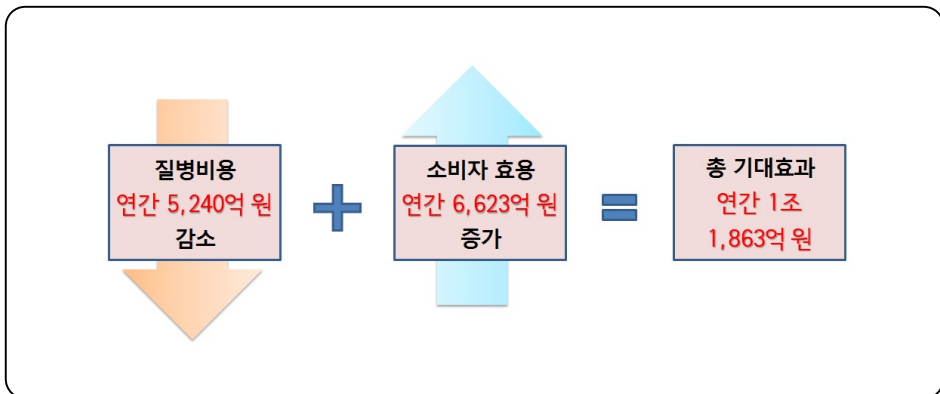 질병비용
연간 5,240억 원
감소
+
소비자 효용
연간 6,623억 원
증가
=
총 기대효과
연간 1조
1,863억 원